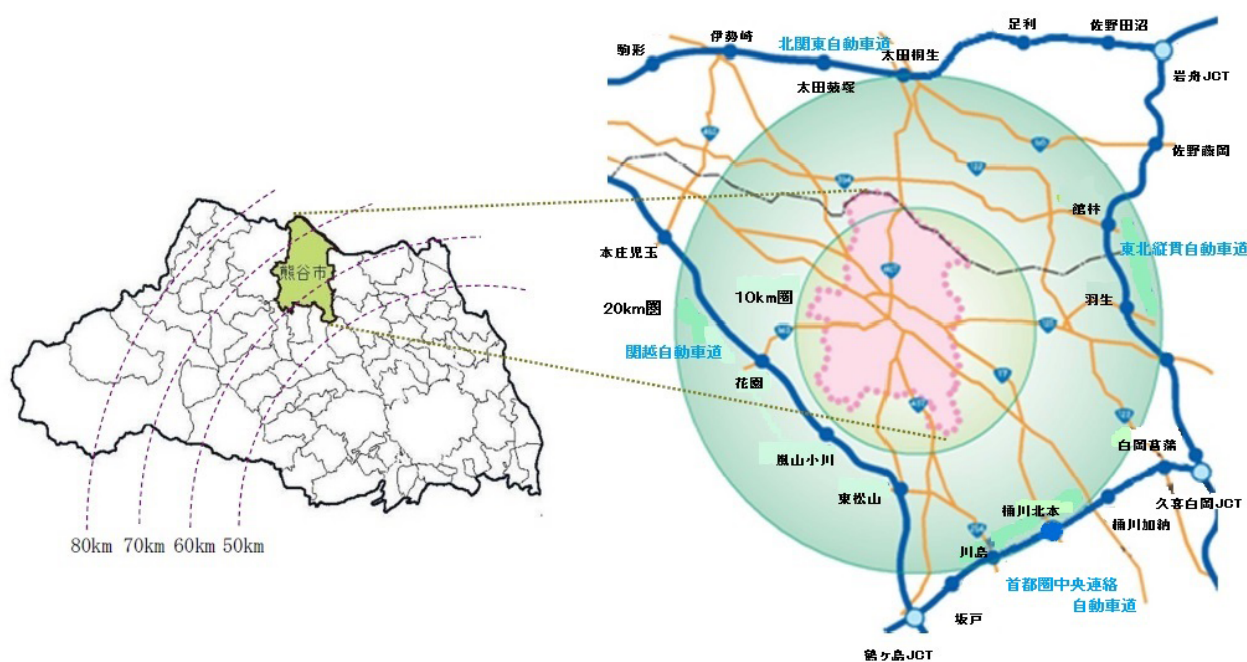 熊谷市
80km 70km 60km 50km
駒形
伊勢崎
北関東自動車道
太田藪塚
太田桐生
足利
佐野田沼
岩舟JCT
佐野藤岡
館林
東北縦貫自動車道
本庄児玉
20km圏
10km圏
羽生
関越自動車道
花園
嵐山小川
東松山
白岡菖蒲
久喜白岡JCT
桶川北本
桶川加納
川島
首都圏中央連絡
自動車道
坂戸
鶴ヶ島JCT
407
17